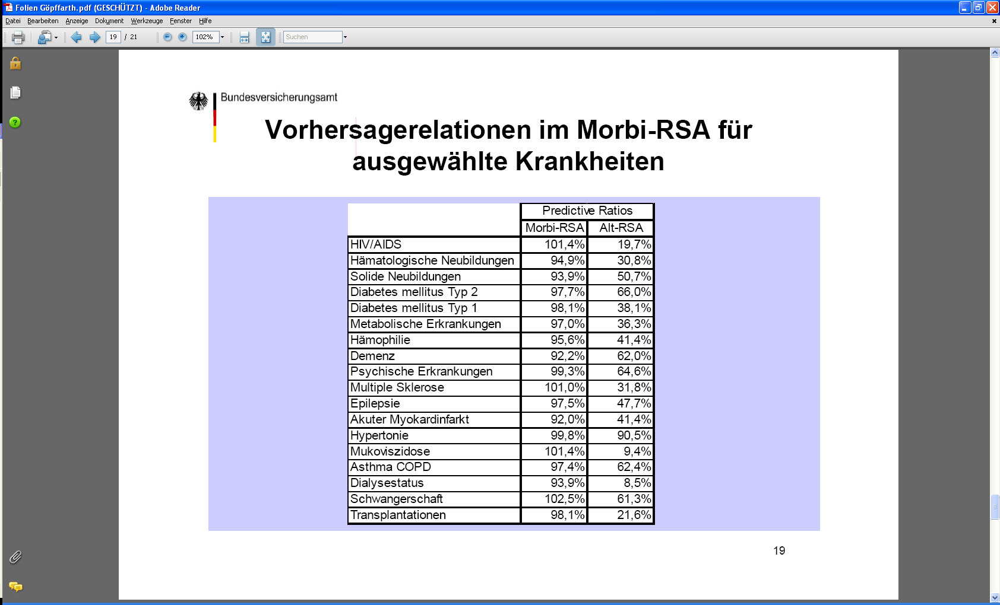 Folien Göpffarth.pdf (GESCHÜTZT) - Adobe Reader
Datei Bearbeiten Anzeige Dokument Werkzeuge Fenster Hilfe
19 / 21 102% Suchen
Bundesversicherungsamt
Vorhersagerelationen im Morbi-RSA für
ausgewählte Krankheiten
Predictive Ratios
Morbi-RSA Alt-RSA
HIV/AIDS 101,4% 19,7%
Hämatologische Neubildungen 94,9% 30,8%
Solide Neubildungen 93,9% 50,7%
Diabetes mellitus Typ 2 97,7% 66,0%
Diabetes mellitus Typ 1 98,1% 38,1%
Metabolische Erkrankungen 97,0% 36,3%
Hämophilie 95,6% 41,4%
Demenz 92,2% 62,0%
Psychische Erkrankungen 99,3% 64,6%
Multiple Sklerose 101,0% 31,8%
Epilepsie 97,5% 47,7%
Akuter Myokardinfarkt 92,0% 41,4%
Hypertonie 99,8% 90,5%
Mukoviszidose 101,4% 9,4%
Asthma COPD 97,4% 62,4%
Dialysestatus 93,9% 8,5%
Schwangerschaft 102,5% 61,3%
Transplantationen 98,1% 21,6%
19